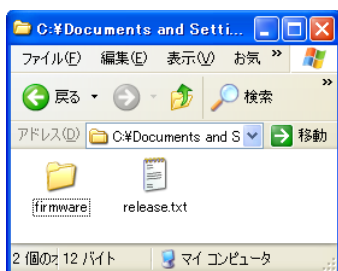 C:¥Documents and Setti...
ファイル(F) 編集(E) 表示(V) お気 »
戻る 検索 »
アドレス(D) C:¥Documents and S 移動
firmware release.txt
2 個のオ 12 バイト マイ コンピュータ